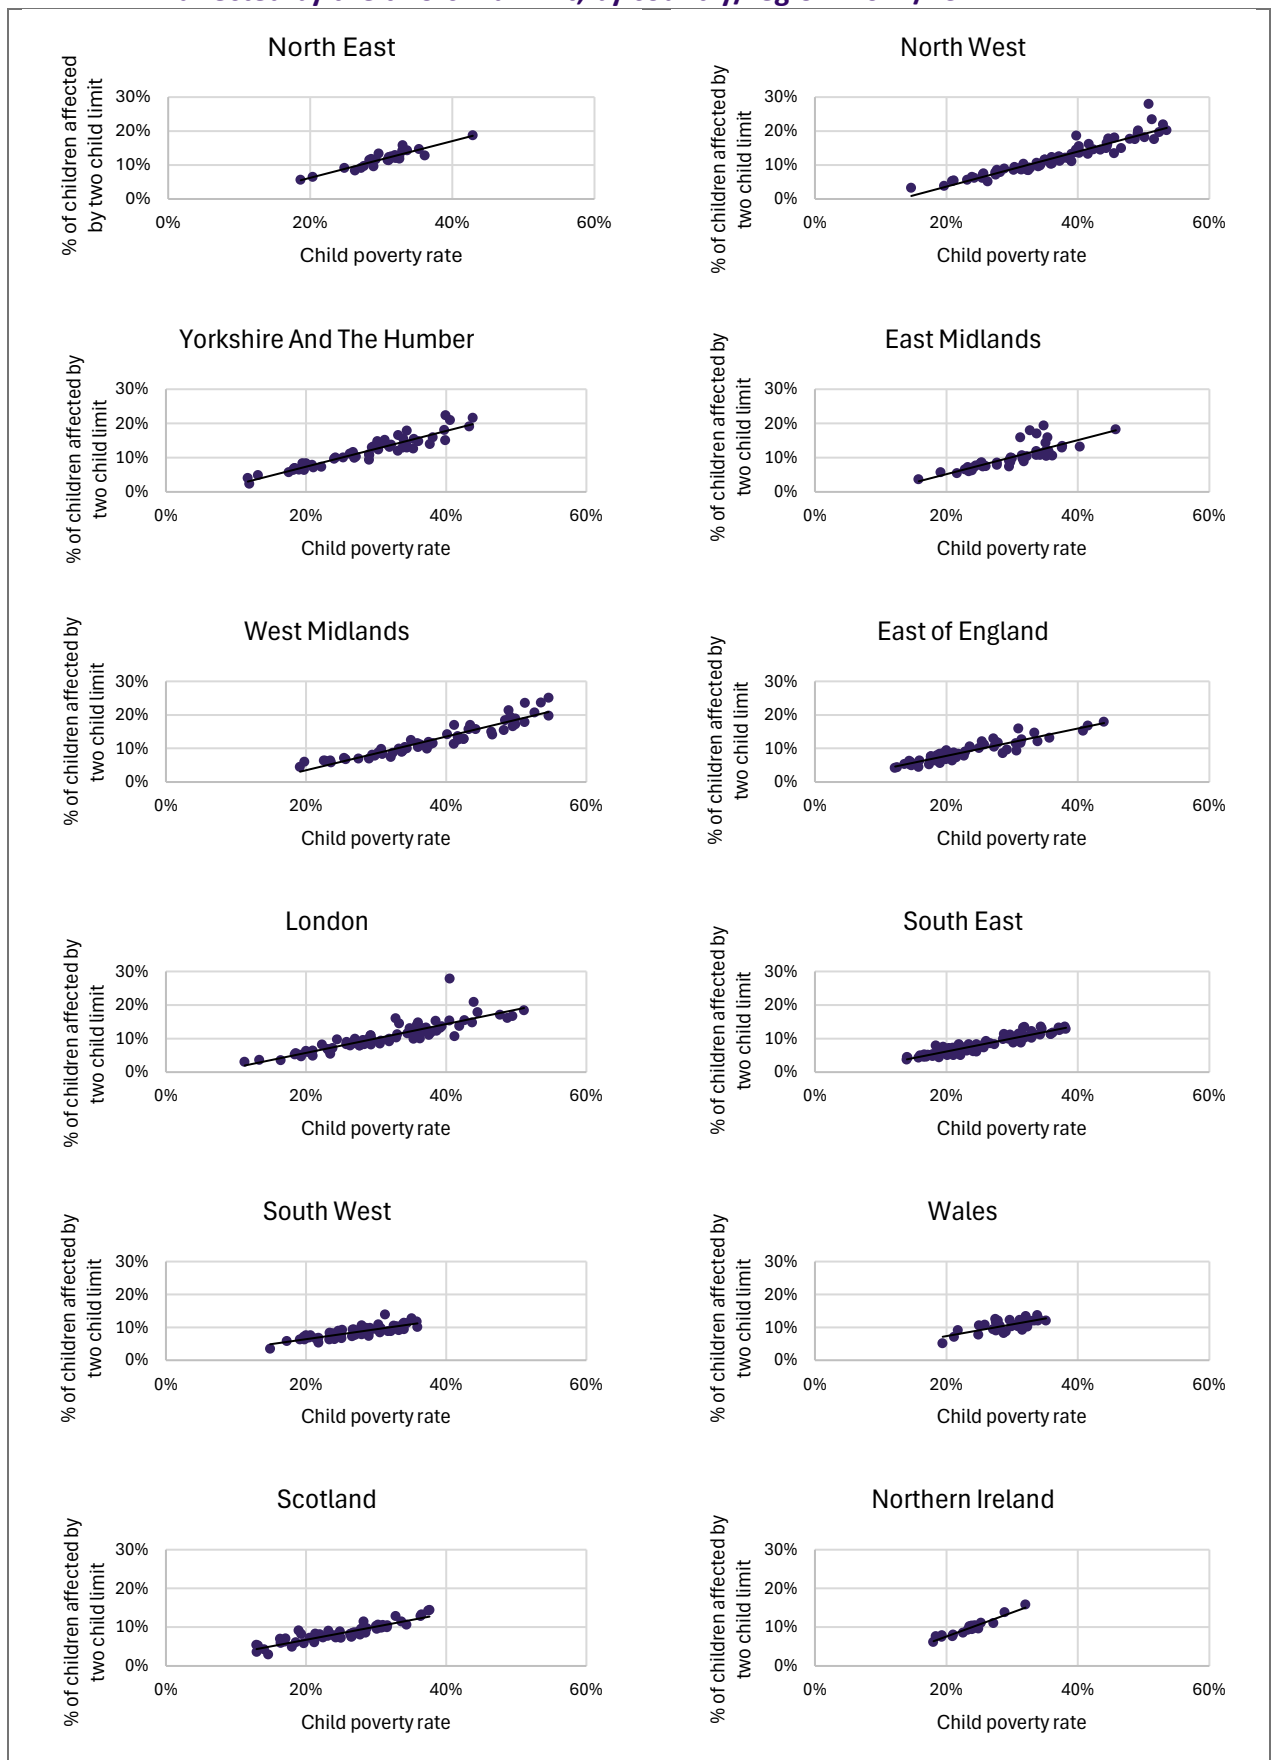 North East
% of children affected
by two child limit
30%
20%
10%
0%
0%
20%
40%
60%
Child poverty rate
North West
% of children affected by
two child limit
30%
20%
10%
0%
0%
20%
40%
60%
Child poverty rate
Yorkshire And The Humber
% of children affected by
two child limit
30%
20%
10%
0%
0%
20%
40%
60%
Child poverty rate
East Midlands
% of children affected by
two child limit
30%
20%
10%
0%
0%
20%
40%
60%
Child poverty rate
West Midlands
% of children affected by
two child limit
30%
20%
10%
0%
0%
20%
40%
60%
Child poverty rate
East of England
% of children affected by
two child limit
30%
20%
10%
0%
0%
20%
40%
60%
Child poverty rate
London
% of children affected by
two child limit
30%
20%
10%
0%
0%
20%
40%
60%
Child poverty rate
South East
% of children affected by
two child limit
30%
20%
10%
0%
0%
20%
40%
60%
Child poverty rate
South West
% of children affected by
two child limit
30%
20%
10%
0%
0%
20%
40%
60%
Child poverty rate
Wales
% of children affected by
two child limit
30%
20%
10%
0%
0%
20%
40%
60%
Child poverty rate
Scotland
% of children affected by
two child limit
30%
20%
10%
0%
0%
20%
40%
60%
Child poverty rate
Northern Ireland
% of children affected by
two child limit
30%
20%
10%
0%
0%
20%
40%
60%
Child poverty rate